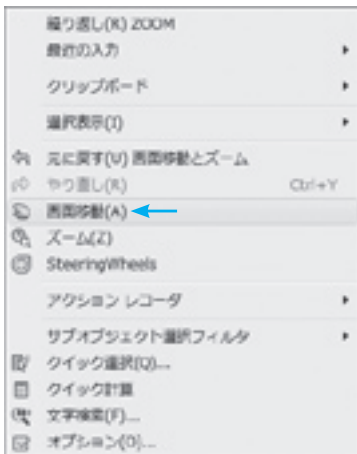 繰り返し(R) ZOOM
最近の入力
クリップボード
選択表示(I)
元に戻す(U) 画面移動とズーム
やり直し(R) Ctrl+Y
画面移動(A)
ズーム(Z)
SteeringWheels
アクション レコーダ
サブオブジェクト選択フィルタ
クイック選択(Q)...
クイック計算
文字検索(F)...
オプション(O)...